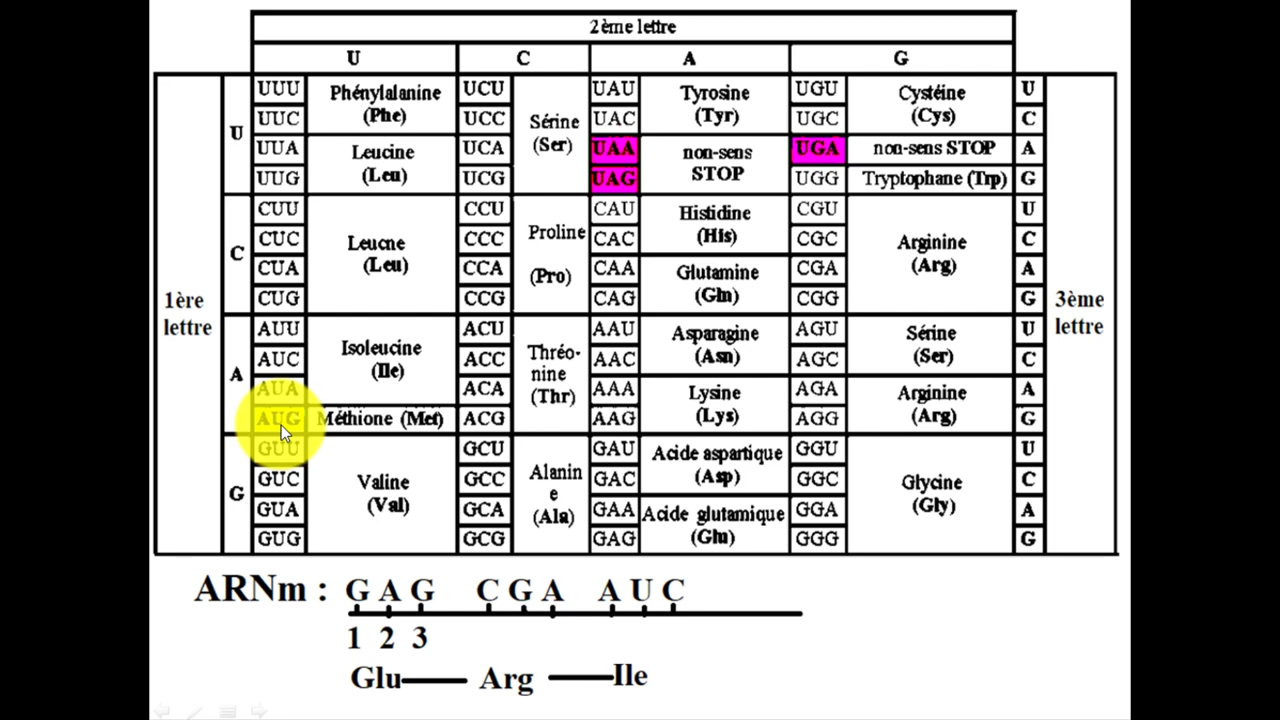 2ème lettre
U C A G
1ère lettre
3ème lettre
U
UUU Phénylalanine (Phe) UCU Sérine (Ser) UAU Tyrosine (Tyr) UGU Cystéine (Cys) U
UUC UCC UAC UGC C
UUA Leucine (Leu) UCA UAA non-sens STOP UGA non-sens STOP A
UUG UCG UAG UGG Tryptophane (Trp) G
C
CUU Leucne (Leu) CCU Proline (Pro) CAU Histidine (His) CGU Arginine (Arg) U
CUC CCC CAC CGC C
CUA CCA CAA Glutamine (Gln) CGA A
CUG CCG CAG CGG G
A
AUU Isoleucine (Ile) ACU Thréo-nine (Thr) AAU Asparagine (Asn) AGU Sérine (Ser) U
AUC ACC AAC AGC C
AUA ACA AAA Lysine (Lys) AGA Arginine (Arg) A
AUG Méthione (Met) ACG AAG AGG G
G
GUU Valine (Val) GCU Alanin e (Ala) GAU Acide aspartique (Asp) GGU Glycine (Gly) U
GUC GCC GAC GGC C
GUA GCA GAA Acide glutamique (Glu) GGA A
GUG GCG GAG GGG G
ARNm : G A G C G A A U C
1 2 3
Glu Arg Ile